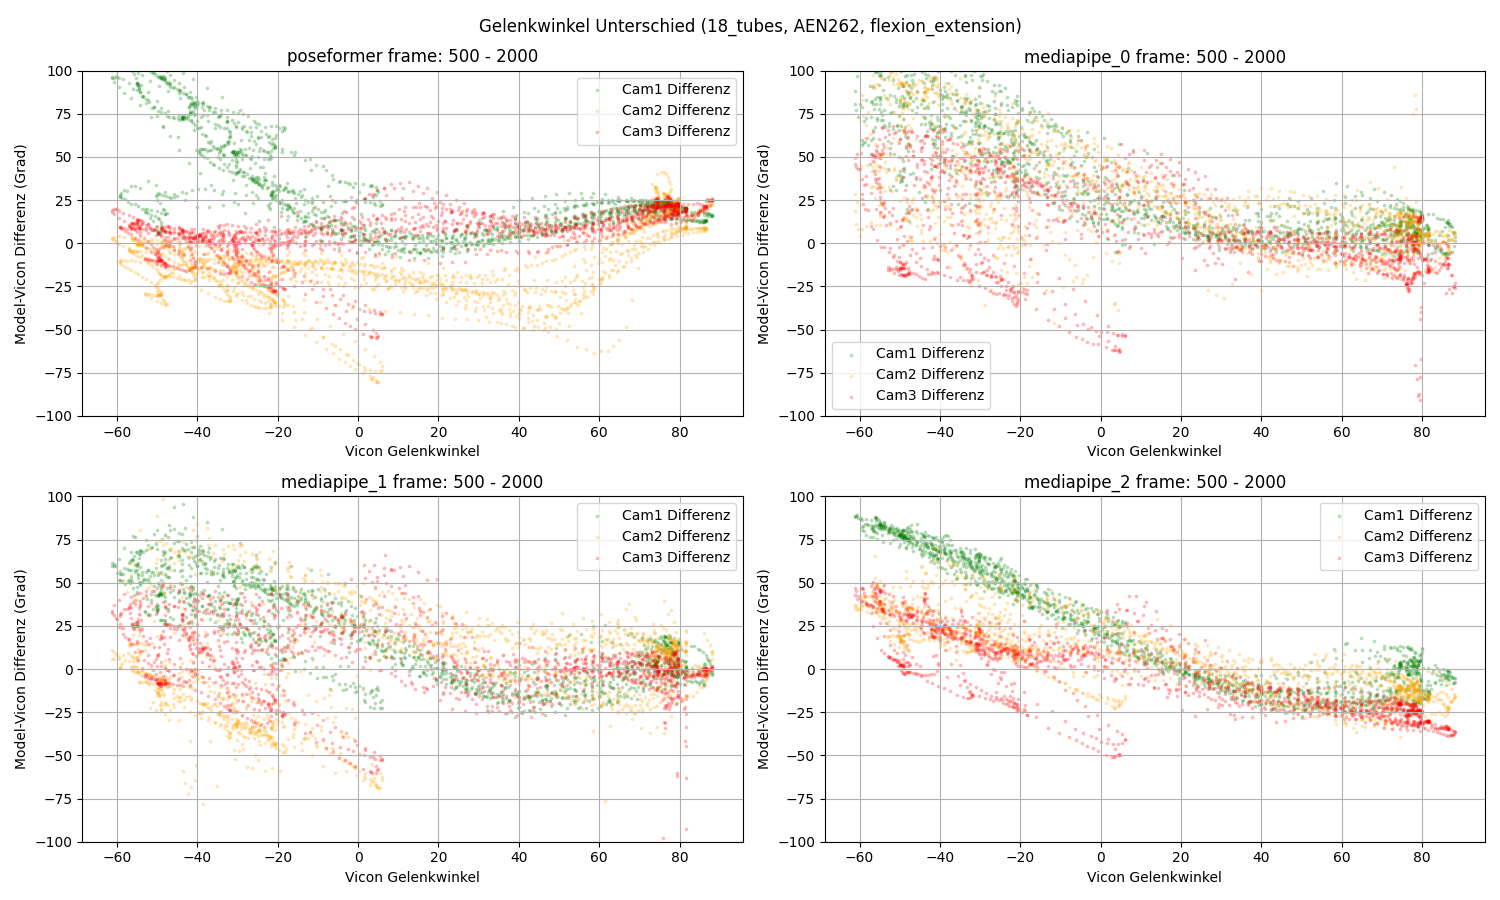 Gelenkwinkel Unterschied (18_tubes, AEN262, flexion_extension)
poseformer frame: 500 - 2000
100
75
50
25
0
−25
−50
−75
−100
Model-Vicon Differenz (Grad)
Cam1 Differenz
Cam2 Differenz
Cam3 Differenz
−60 −40 −20 0 20 40 60 80
Vicon Gelenkwinkel
mediapipe_0 frame: 500 - 2000
100
75
50
25
0
−25
−50
−75
−100
Model-Vicon Differenz (Grad)
Cam1 Differenz
Cam2 Differenz
Cam3 Differenz
−60 −40 −20 0 20 40 60 80
Vicon Gelenkwinkel
mediapipe_1 frame: 500 - 2000
100
75
50
25
0
−25
−50
−75
−100
Model-Vicon Differenz (Grad)
Cam1 Differenz
Cam2 Differenz
Cam3 Differenz
−60 −40 −20 0 20 40 60 80
Vicon Gelenkwinkel
mediapipe_2 frame: 500 - 2000
100
75
50
25
0
−25
−50
−75
−100
Model-Vicon Differenz (Grad)
Cam1 Differenz
Cam2 Differenz
Cam3 Differenz
−60 −40 −20 0 20 40 60 80
Vicon Gelenkwinkel